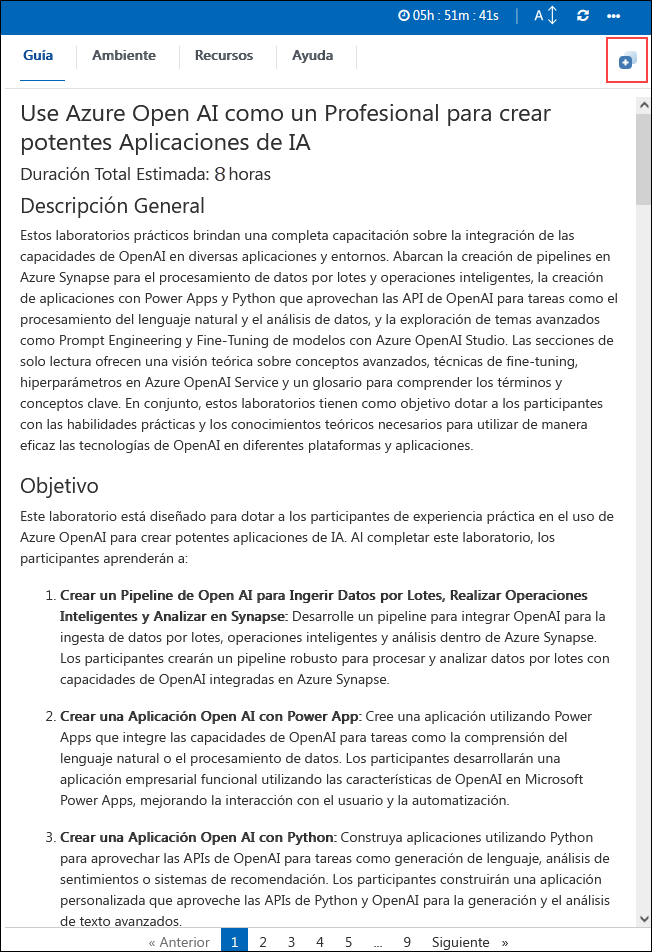 05h : 51m : 41s | A
Guía Ambiente Recursos Ayuda
Use Azure Open AI como un Profesional para crear
potentes Aplicaciones de IA
Duración Total Estimada: 8 horas
Descripción General
Estos laboratorios prácticos brindan una completa capacitación sobre la integración de las
capacidades de OpenAI en diversas aplicaciones y entornos. Abarcan la creación de pipelines en
Azure Synapse para el procesamiento de datos por lotes y operaciones inteligentes, la creación
de aplicaciones con Power Apps y Python que aprovechan las API de OpenAI para tareas como el
procesamiento del lenguaje natural y el análisis de datos, y la exploración de temas avanzados
como Prompt Engineering y Fine-Tuning de modelos con Azure OpenAI Studio. Las secciones de
solo lectura ofrecen una visión teórica sobre conceptos avanzados, técnicas de fine-tuning,
hiperparámetros en Azure OpenAI Service y un glosario para comprender los términos y
conceptos clave. En conjunto, estos laboratorios tienen como objetivo dotar a los participantes
con las habilidades prácticas y los conocimientos teóricos necesarios para utilizar de manera
eficaz las tecnologías de OpenAI en diferentes plataformas y aplicaciones.
Objetivo
Este laboratorio está diseñado para dotar a los participantes de experiencia práctica en el uso de
Azure OpenAI para crear potentes aplicaciones de IA. Al completar este laboratorio, los
participantes aprenderán a:
1. Crear un Pipeline de Open AI para Ingerir Datos por Lotes, Realizar Operaciones
Inteligentes y Analizar en Synapse: Desarrolle un pipeline para integrar OpenAI para la
ingesta de datos por lotes, operaciones inteligentes y análisis dentro de Azure Synapse.
Los participantes crearán un pipeline robusto para procesar y analizar datos por lotes con
capacidades de OpenAI integradas en Azure Synapse.
2. Crear una Aplicación Open AI con Power App: Cree una aplicación utilizando Power
Apps que integre las capacidades de OpenAI para tareas como la comprensión del
lenguaje natural o el procesamiento de datos. Los participantes desarrollarán una
aplicación empresarial funcional utilizando las características de OpenAI en Microsoft
Power Apps, mejorando la interacción con el usuario y la automatización.
3. Crear una Aplicación Open AI con Python: Construya aplicaciones utilizando Python
para aprovechar las APIs de OpenAI para tareas como generación de lenguaje, análisis de
sentimientos o sistemas de recomendación. Los participantes construirán una aplicación
personalizada que aproveche las APIs de Python y OpenAI para la generación y el análisis
de texto avanzados.
« Anterior 1 2 3 4 5 ... 9 Siguiente »